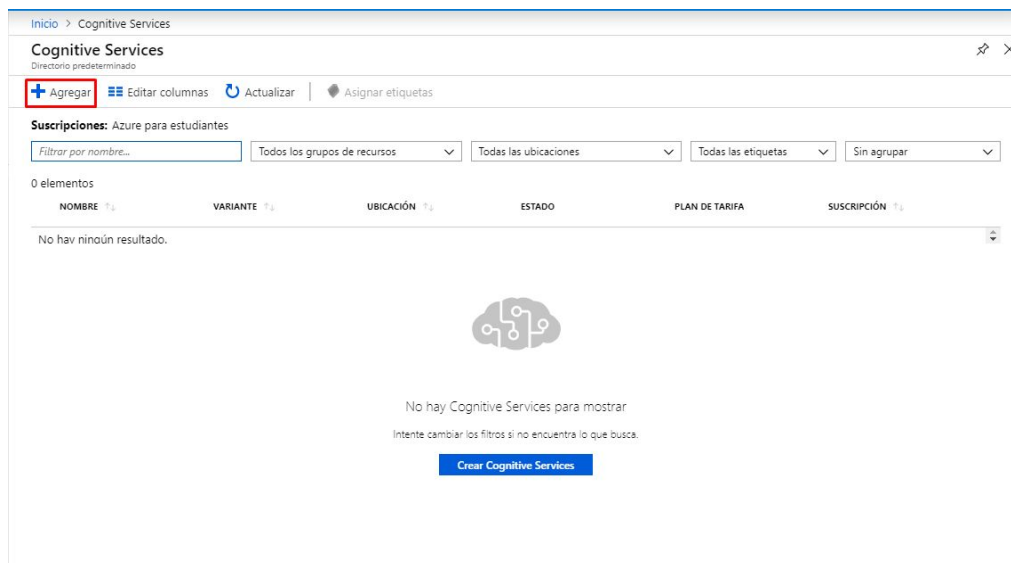 Inicio > Cognitive Services
Cognitive Services
Directorio predeterminado
Agregar Editar columnas Actualizar Asignar etiquetas
Suscripciones: Azure para estudiantes
Filtrar por nombre... Todos los grupos de recursos Todas las ubicaciones Todas las etiquetas Sin agrupar
0 elementos
NOMBRE VARIANTE UBICACIÓN ESTADO PLAN DE TARIFA SUSCRIPCIÓN
No hay ningún resultado.
No hay Cognitive Services para mostrar
Intente cambiar los filtros si no encuentra lo que busca.
Crear Cognitive Services